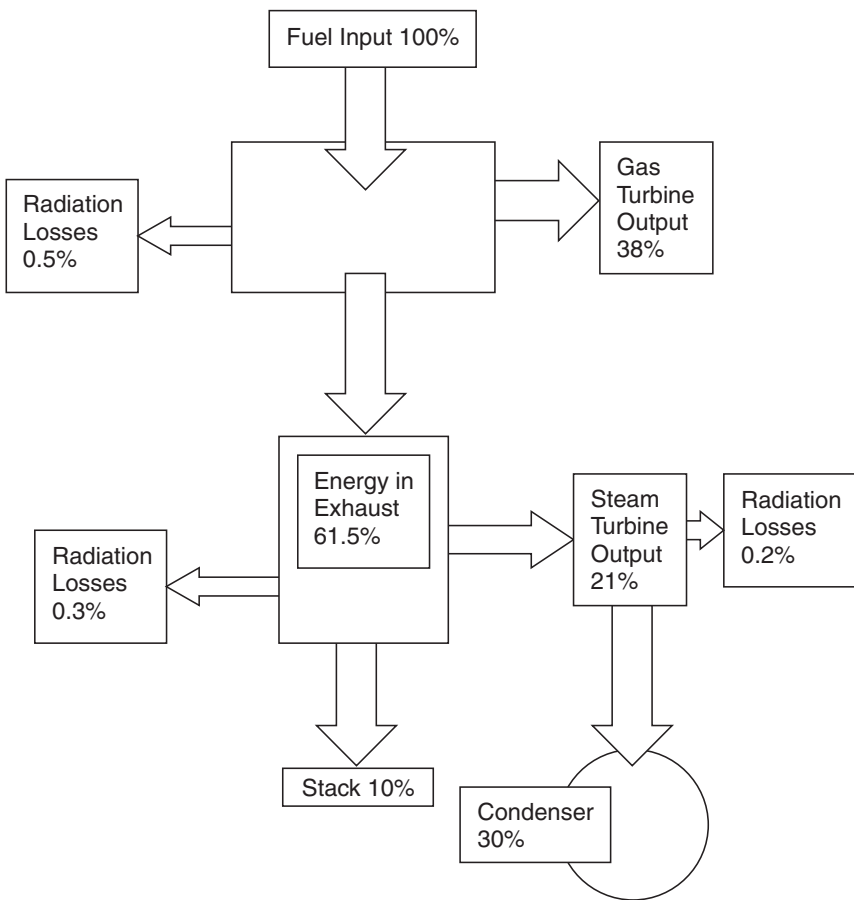 Fuel Input 100%
Radiation
Losses
0.5%
Gas
Turbine
Output
38%
Energy in
Exhaust
61.5%
Steam
Turbine
Output
21%
Radiation
Losses
0.2%
Radiation
Losses
0.3%
Stack 10%
Condenser
30%